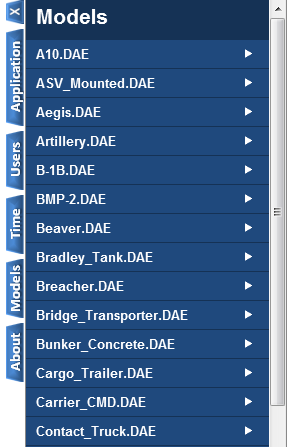 X
Application
Users
Time
Models
About
Models
A10.DAE
ASV_Mounted.DAE
Aegis.DAE
Artillery.DAE
B-1B.DAE
BMP-2.DAE
Beaver.DAE
Bradley_Tank.DAE
Breacher.DAE
Bridge_Transporter.DAE
Bunker_Concrete.DAE
Cargo_Trailer.DAE
Carrier_CMD.DAE
Contact_Truck.DAE